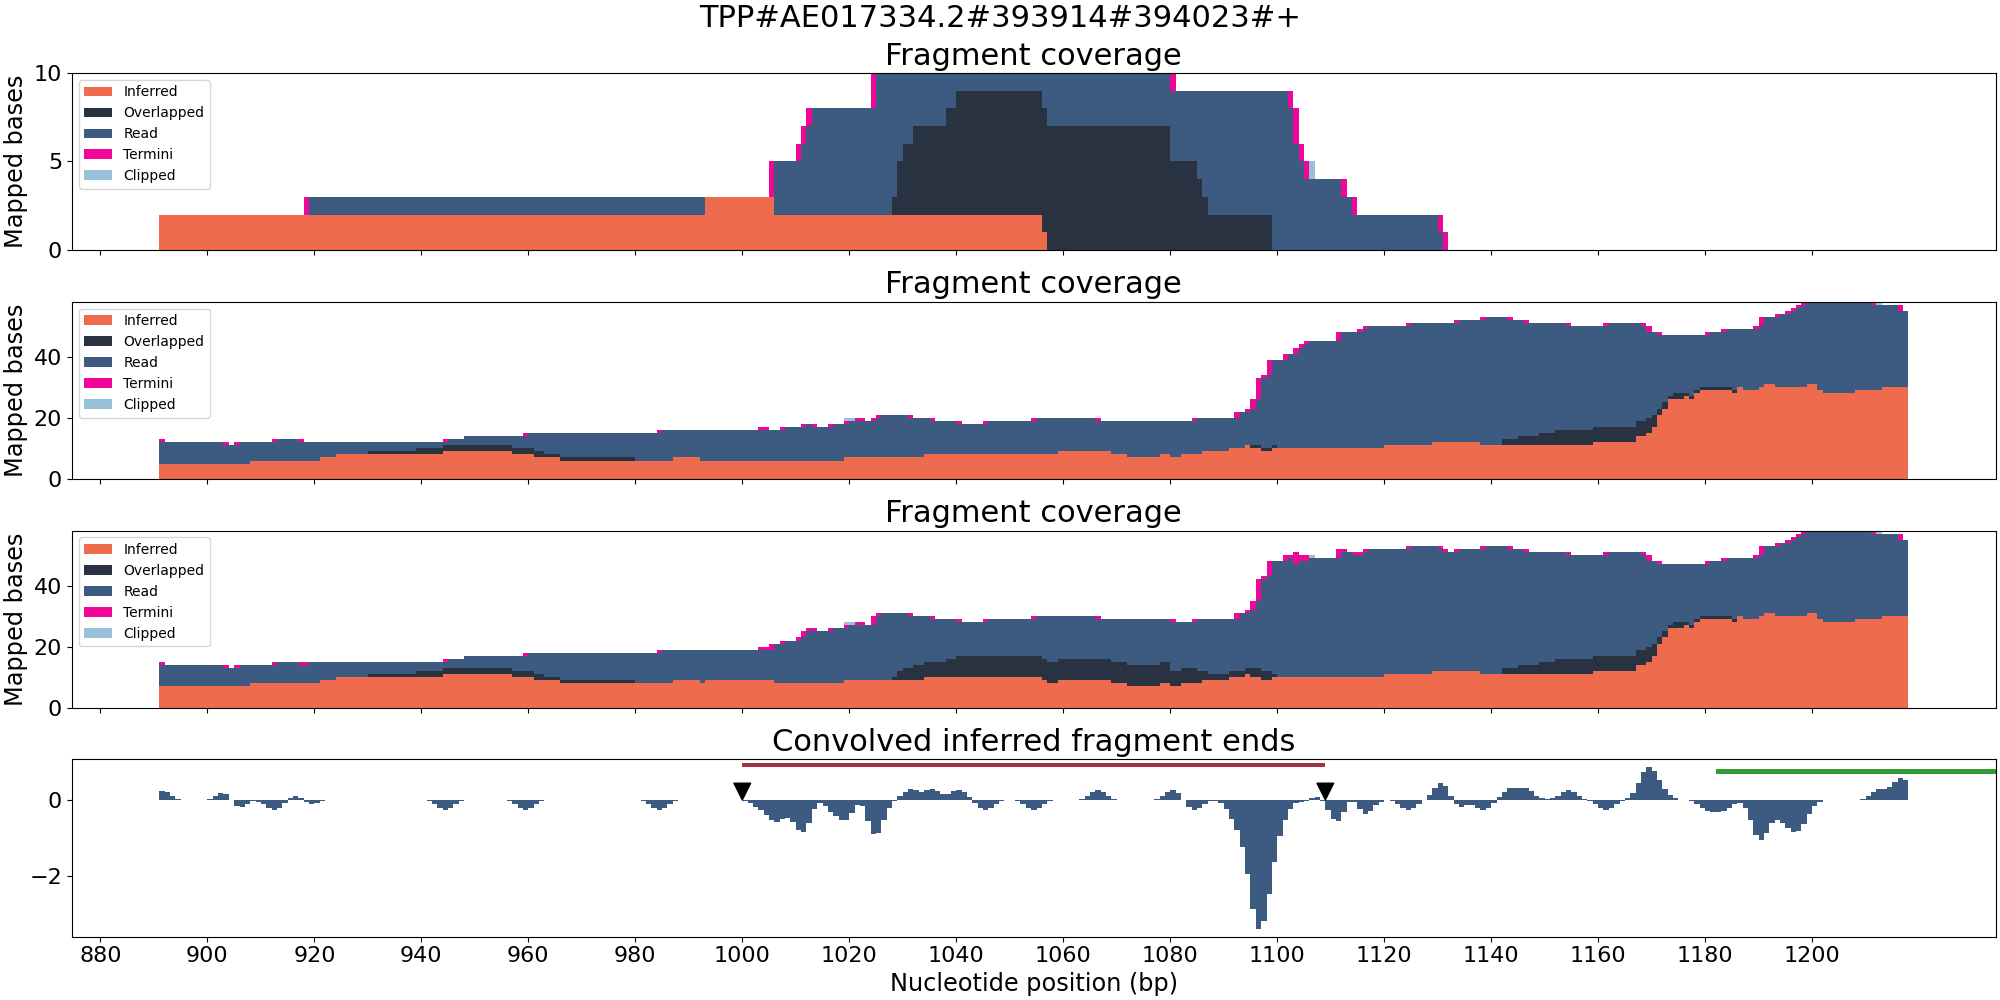 TPP#AE017334.2#393914#394023#+
Fragment coverage
Mapped bases
10
5
0
Inferred
Overlapped
Read
Termini
Clipped
Fragment coverage
Mapped bases
40
20
0
Inferred
Overlapped
Read
Termini
Clipped
Fragment coverage
Mapped bases
40
20
0
Inferred
Overlapped
Read
Termini
Clipped
Convolved inferred fragment ends
0
−2
880 900 920 940 960 980 1000 1020 1040 1060 1080 1100 1120 1140 1160 1180 1200
Nucleotide position (bp)